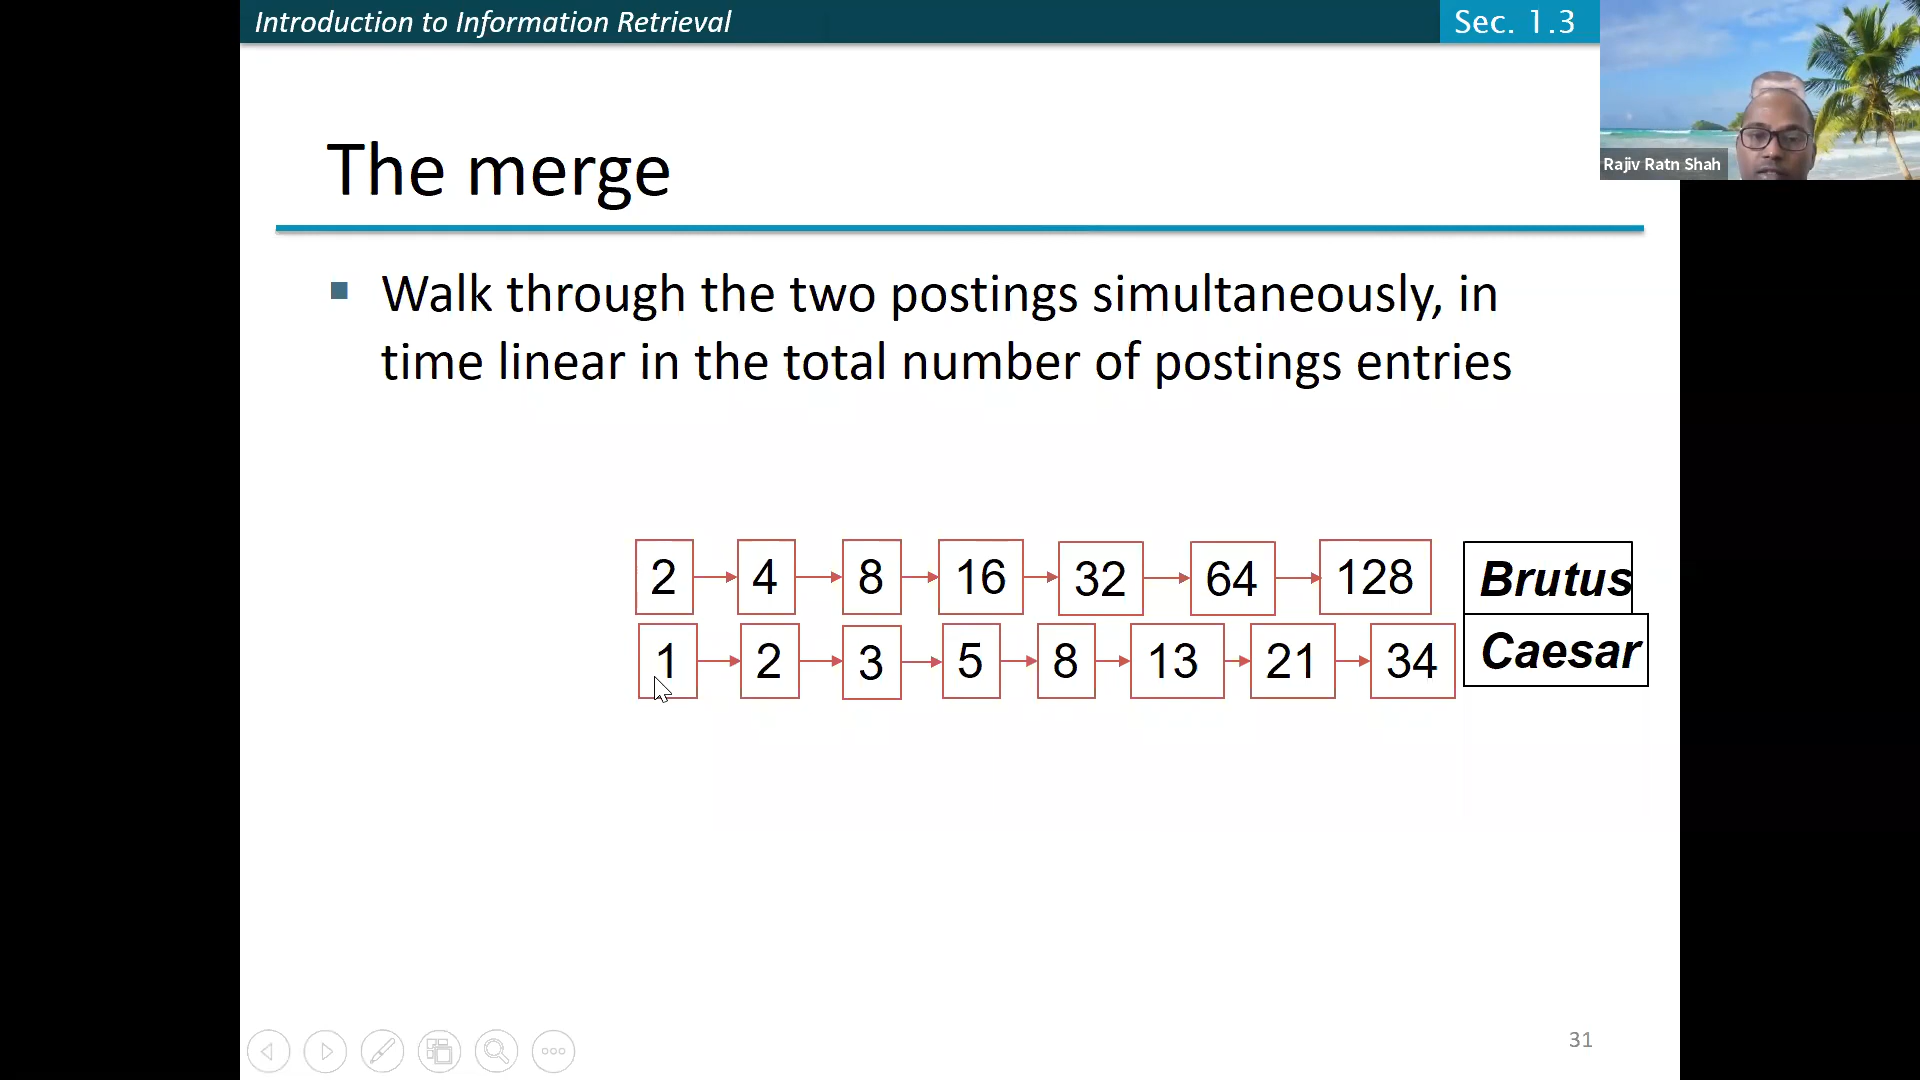 Introduction to Information Retrieval
Sec. 1.3
Rajiv Ratn Shah
The merge
Walk through the two postings simultaneously, in
time linear in the total number of postings entries
2 4 8 16 32 64 128 Brutus
1 2 3 5 8 13 21 34 Caesar
31